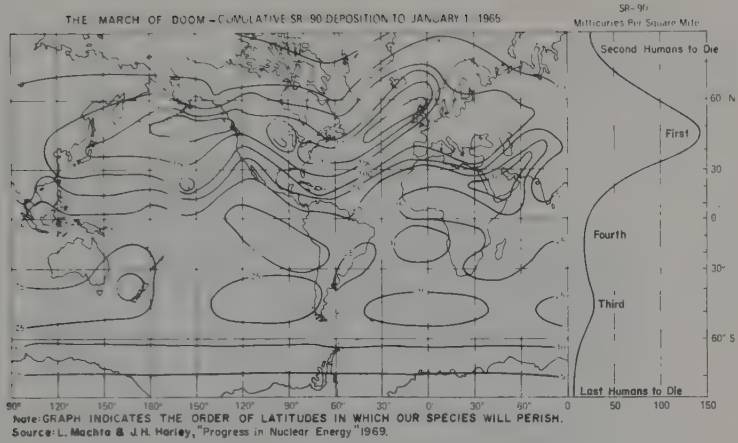 THE MARCH OF DOOM - CUMULATIVE SR-90 DEPOSITION TO JANUARY 1 1965
SR-90
Millicuries Per Square Mile
Second Humans to Die
60° N
First
30
0
Fourth
30°
Third
60° S
Last Humans to Die
90° 120° 150° 180° 150° 120° 90° 60° 30° 0° 30° 60° 0 50 100 150
Note: GRAPH INDICATES THE ORDER OF LATITUDES IN WHICH OUR SPECIES WILL PERISH.
Source: L. Machta & J.H. Harley, "Progress in Nuclear Energy" 1969.